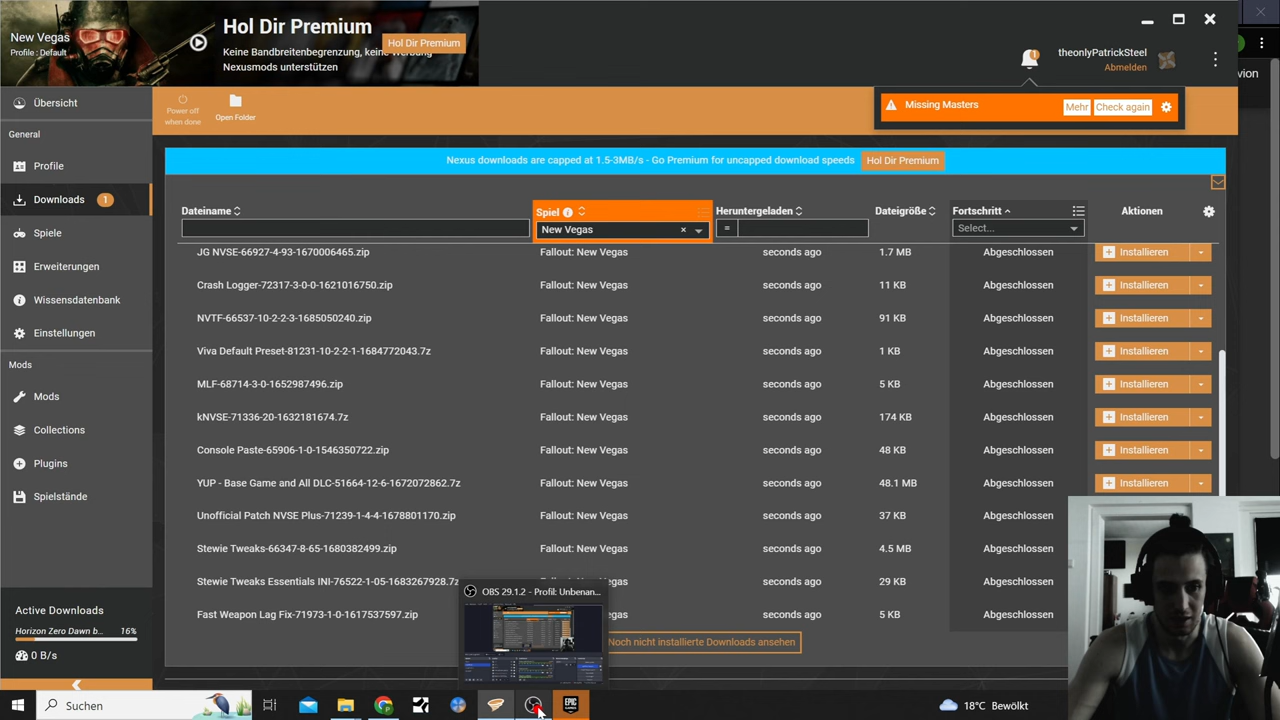 New Vegas
Profile : Default
Hol Dir Premium
Keine Bandbreitenbegrenzung, keine Werbung
Nexusmods unterstützen
Hol Dir Premium
1
theonlyPatrickSteel
Abmelden
Übersicht
General
Profile
Downloads 1
Spiele
Erweiterungen
Wissensdatenbank
Einstellungen
Mods
Mods
Collections
Plugins
Spielstände
Active Downloads
Horizon Zero Dawn b... 16%
0 B/s
Power off
when done
Open Folder
Missing Masters Mehr Check again
Nexus downloads are capped at 1.5-3MB/s - Go Premium for uncapped download speeds Hol Dir Premium
Dateiname Spiel Heruntergeladen Dateigröße Fortschritt Aktionen
New Vegas × = Select...
JG NVSE-66927-4-93-1670006465.zip Fallout: New Vegas seconds ago 1.7 MB Abgeschlossen Installieren
Crash Logger-72317-3-0-0-1621016750.zip Fallout: New Vegas seconds ago 11 KB Abgeschlossen Installieren
NVTF-66537-10-2-2-3-1685050240.zip Fallout: New Vegas seconds ago 91 KB Abgeschlossen Installieren
Viva Default Preset-81231-10-2-2-1-1684772043.7z Fallout: New Vegas seconds ago 1 KB Abgeschlossen Installieren
MLF-68714-3-0-1652987496.zip Fallout: New Vegas seconds ago 5 KB Abgeschlossen Installieren
kNVSE-71336-20-1632181674.7z Fallout: New Vegas seconds ago 174 KB Abgeschlossen Installieren
Console Paste-65906-1-0-1546350722.zip Fallout: New Vegas seconds ago 48 KB Abgeschlossen Installieren
YUP - Base Game and All DLC-51664-12-6-1672072862.7z Fallout: New Vegas seconds ago 48.1 MB Abgeschlossen Installieren
Unofficial Patch NVSE Plus-71239-1-4-4-1678801170.zip Fallout: New Vegas seconds ago 37 KB Abgeschlossen
Stewie Tweaks-66347-8-65-1680382499.zip Fallout: New Vegas seconds ago 4.5 MB Abgeschlossen
Stewie Tweaks Essentials INI-76522-1-05-1683267928.7z Fallout: New Vegas seconds ago 29 KB Abgeschlossen
Fast Weapon Lag Fix-71973-1-0-1617537597.zip Fallout: New Vegas seconds ago 5 KB Abgeschlossen
OBS 29.1.2 - Profil: Unbenan...
Noch nicht installierte Downloads ansehen
Suchen
EPIC
GAMES
18°C Bewölkt
vion